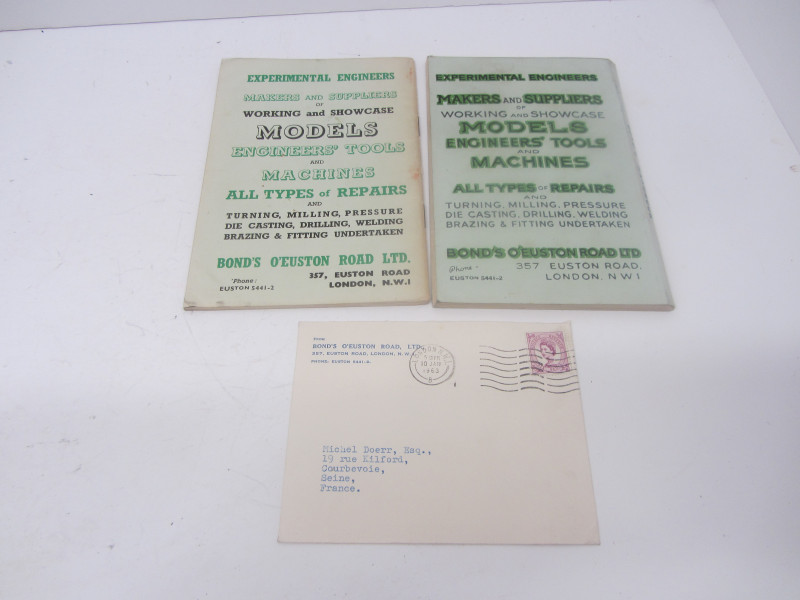 EXPERIMENTAL ENGINEERS
MAKERS AND SUPPLIERS
OF
WORKING AND SHOWCASE
MODELS
ENGINEERS' TOOLS
AND
MACHINES
ALL TYPES of REPAIRS
AND
TURNING, MILLING, PRESSURE
DIE CASTING, DRILLING, WELDING
BRAZING & FITTING UNDERTAKEN
BOND'S O'EUSTON ROAD LTD.
'Phone: 357, EUSTON ROAD
EUSTON 5441-2 LONDON, N.W.1
EXPERIMENTAL ENGINEERS
MAKERS AND SUPPLIERS
OF
WORKING AND SHOWCASE
MODELS
ENGINEERS' TOOLS
AND
MACHINES
ALL TYPES OF REPAIRS
AND
TURNING, MILLING, PRESSURE
DIE CASTING, DRILLING, WELDING
BRAZING & FITTING UNDERTAKEN
BOND'S O'EUSTON ROAD LTD
Phone: 357 EUSTON ROAD,
EUSTON 5441-2 LONDON, NW1
FROM
BOND'S O'EUSTON ROAD, LTD.
357, EUSTON ROAD, LONDON, N.W.1
PHONE: EUSTON 5441-2.
1963
Michel Doerr, Esq.,
19 rue Kilford,
Courbevoie,
Seine,
France.